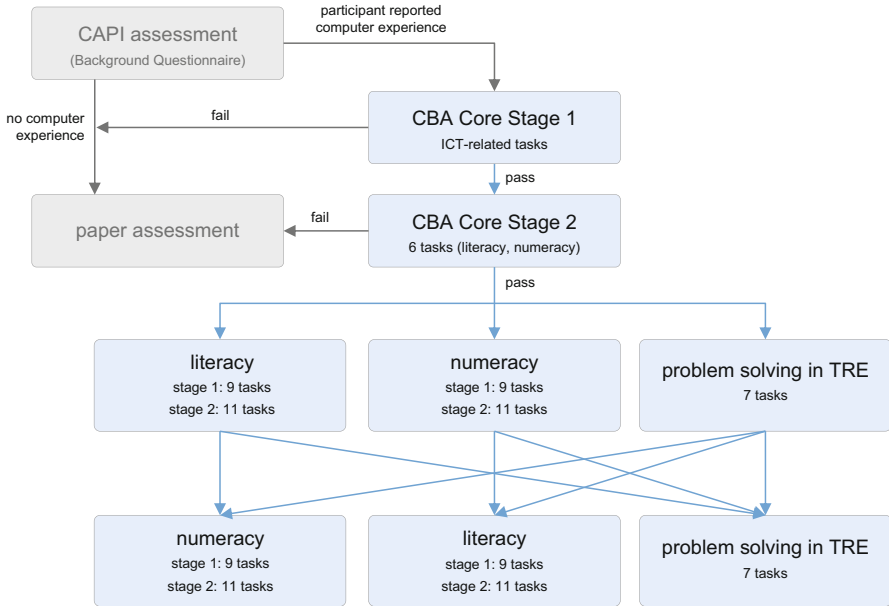 CAPI assessment
(Background Questionnaire)
participant reported
computer experience
no computer
experience
fail
CBA Core Stage 1
ICT-related tasks
pass
paper assessment
fail
CBA Core Stage 2
6 tasks (literacy, numeracy)
pass
literacy
stage 1: 9 tasks
stage 2: 11 tasks
numeracy
stage 1: 9 tasks
stage 2: 11 tasks
problem solving in TRE
7 tasks
numeracy
stage 1: 9 tasks
stage 2: 11 tasks
literacy
stage 1: 9 tasks
stage 2: 11 tasks
problem solving in TRE
7 tasks